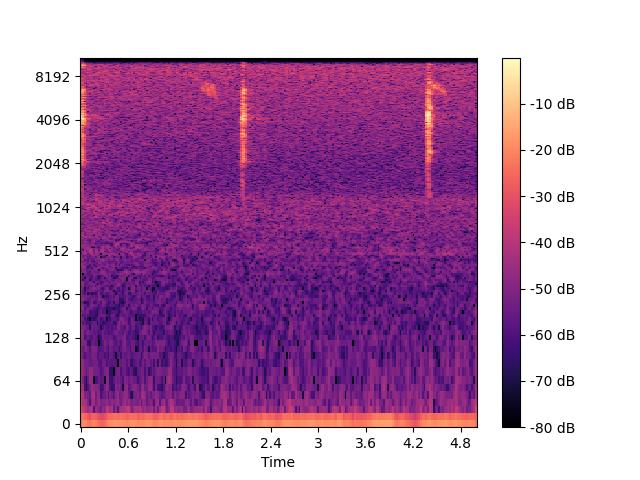 8192
4096
2048
1024
512
256
128
64
0
Hz
0 0.6 1.2 1.8 2.4 3 3.6 4.2 4.8
Time
-10 dB
-20 dB
-30 dB
-40 dB
-50 dB
-60 dB
-70 dB
-80 dB